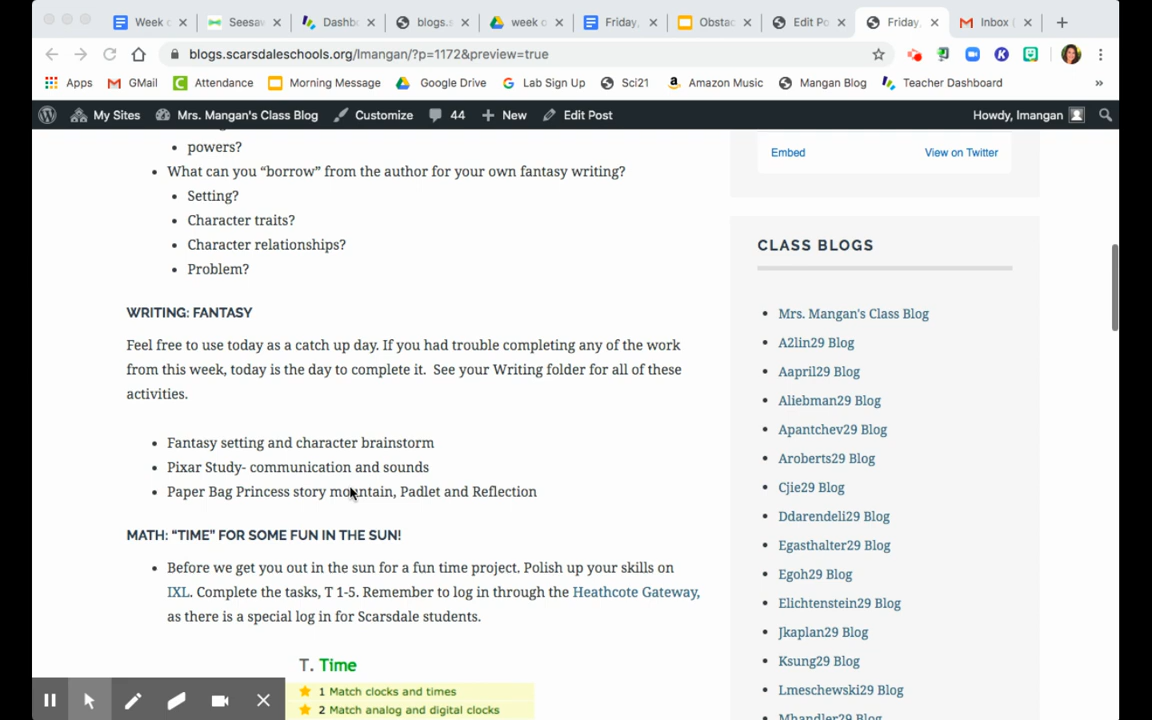 Week o
Seesaw
Dashb
blogs.s
week o
Friday,
Obstac
Edit Po
Friday,
Inbox (
blogs.scarsdaleschools.org/lmangan/?p=1172&preview=true
Apps
GMail
Attendance
Morning Message
Google Drive
Lab Sign Up
Sci21
Amazon Music
Mangan Blog
Teacher Dashboard
»
My Sites
Mrs. Mangan's Class Blog
Customize
44
New
Edit Post
Howdy, lmangan
powers?
What can you “borrow” from the author for your own fantasy writing?
Setting?
Character traits?
Character relationships?
Problem?
WRITING: FANTASY
Feel free to use today as a catch up day. If you had trouble completing any of the work
from this week, today is the day to complete it. See your Writing folder for all of these
activities.
Fantasy setting and character brainstorm
Pixar Study- communication and sounds
Paper Bag Princess story mountain, Padlet and Reflection
MATH: “TIME” FOR SOME FUN IN THE SUN!
Before we get you out in the sun for a fun time project. Polish up your skills on
IXL. Complete the tasks, T 1-5. Remember to log in through the Heathcote Gateway,
as there is a special log in for Scarsdale students.
T. Time
1 Match clocks and times
2 Match analog and digital clocks
Embed
View on Twitter
CLASS BLOGS
Mrs. Mangan's Class Blog
A2lin29 Blog
Aapril29 Blog
Aliebman29 Blog
Apantchev29 Blog
Aroberts29 Blog
Cjie29 Blog
Ddarendeli29 Blog
Egasthalter29 Blog
Egoh29 Blog
Elichtenstein29 Blog
Jkaplan29 Blog
Ksung29 Blog
Lmeschewski29 Blog
Mhandler29 Blog